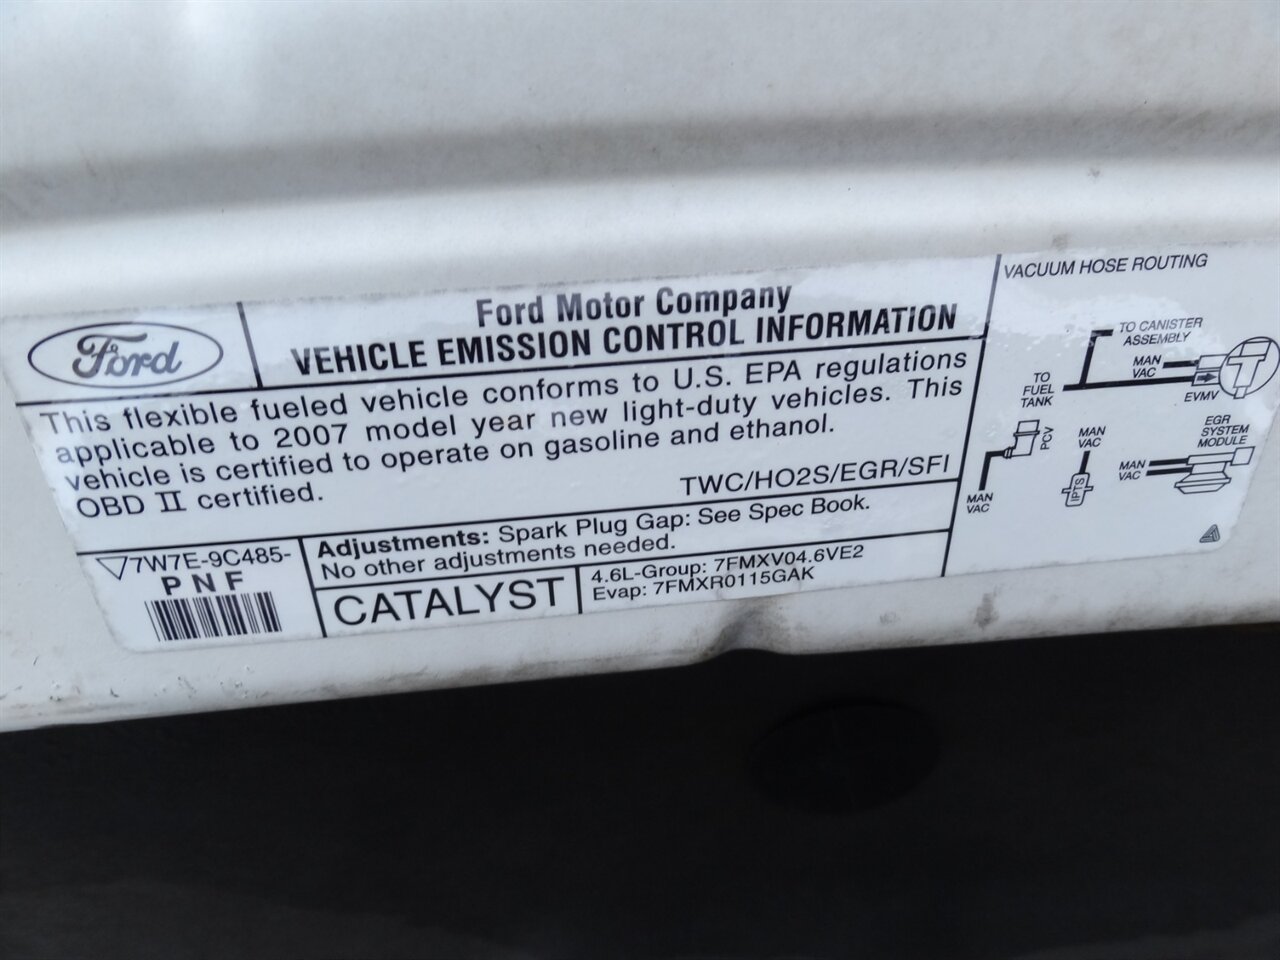 Ford
Ford Motor Company
VEHICLE EMISSION CONTROL INFORMATION
This flexible fueled vehicle conforms to U.S. EPA regulations
applicable to 2007 model year new light-duty vehicles. This
vehicle is certified to operate on gasoline and ethanol.
OBD II certified.
TWC/HO2S/EGR/SFI
7W7E-9C485-
PNF
Adjustments: Spark Plug Gap: See Spec Book.
No other adjustments needed.
CATALYST
4.6L-Group: 7FMXV04.6VE2
Evap: 7FMXR0115GAK
VACUUM HOSE ROUTING
TO CANISTER
ASSEMBLY
MAN
VAC
TO
FUEL
TANK
EVMV
PCV
MAN
VAC
MAN
VAC
IPTS
EGR
SYSTEM
MODULE
MAN
VAC